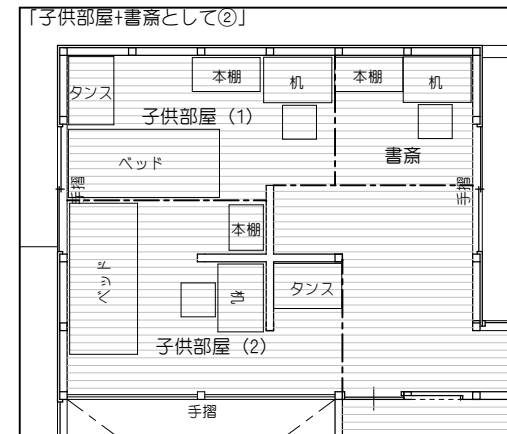 「子供部屋+書斎として②」
本棚
机
本棚
机
タンス
子供部屋（1）
書斎
ベッド
手摺
手摺
本棚
ベッド
机
タンス
子供部屋（2）
手摺